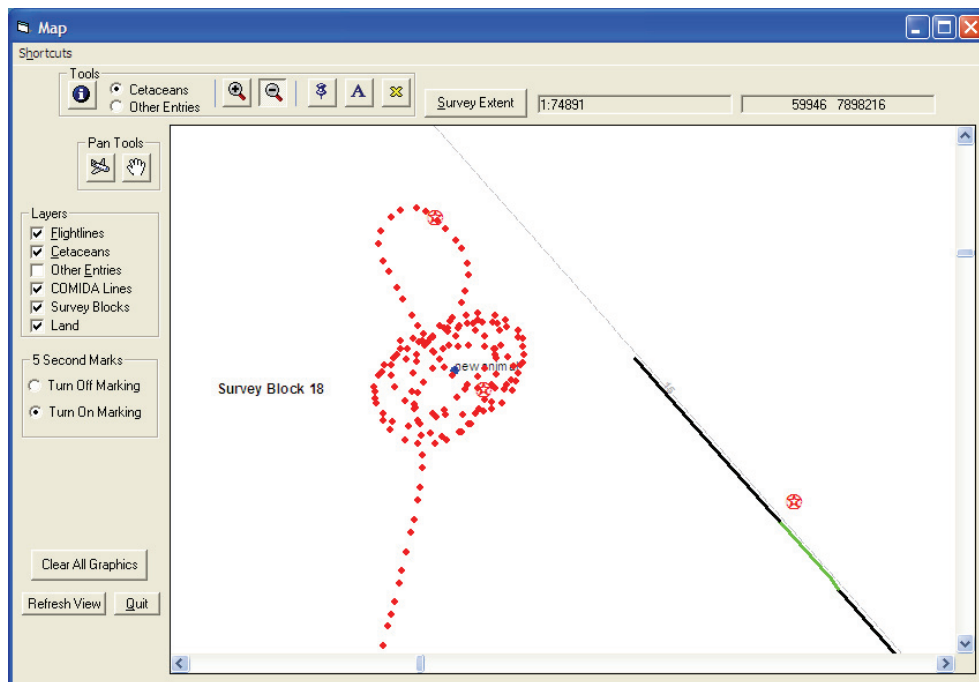 Map
Shortcuts
Tools
Cetaceans
Other Entries
A
Survey Extent
1:74891
59946 7898216
Pan Tools
Layers
Flightlines
Cetaceans
Other Entries
COMIDA Lines
Survey Blocks
Land
5 Second Marks
Turn Off Marking
Turn On Marking
Survey Block 18
Clear All Graphics
Refresh View
Quit